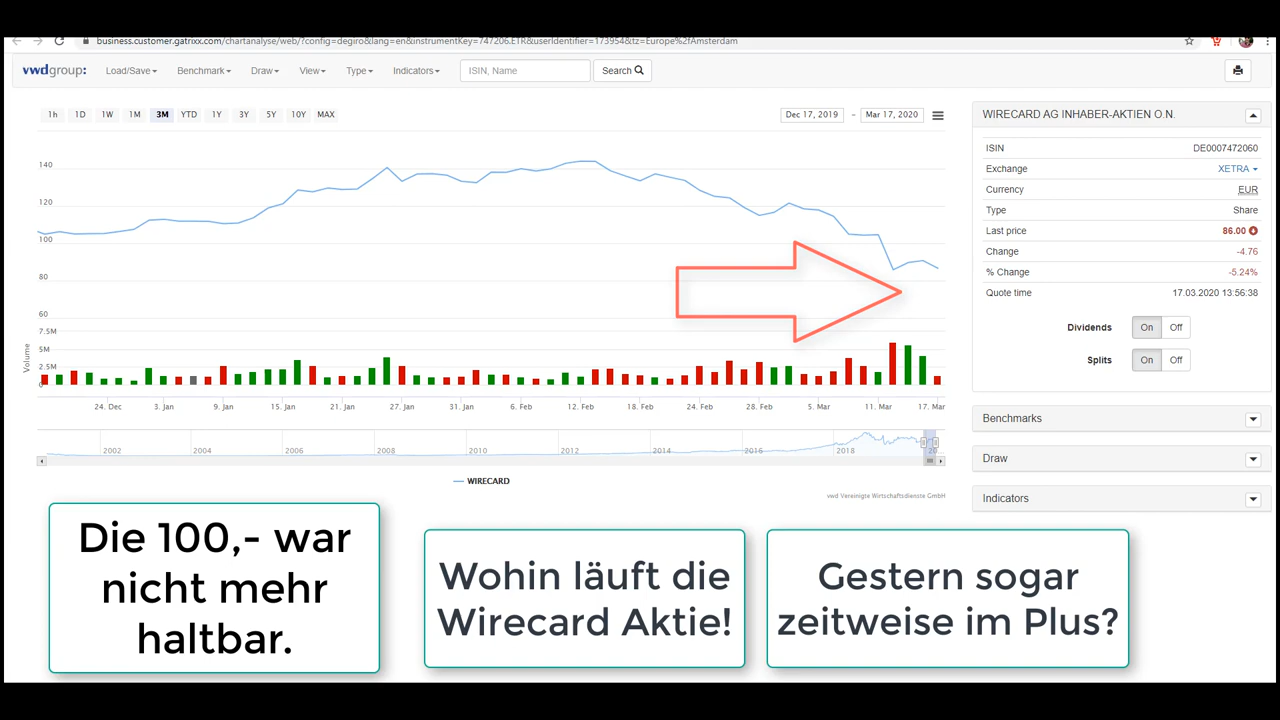 business.customer.gatrixx.com/chartanalyse/web/?config=degiro&lang=en&instrumentKey=747206.ETR&userIdentifier=173954&tz=Europe%2fAmsterdam
vwdgroup: Load/Save Benchmark Draw View Type Indicators ISIN, Name Search
1h 1D 1W 1M 3M YTD 1Y 3Y 5Y 10Y MAX Dec 17, 2019 – Mar 17, 2020
140
120
100
80
60
7.5M
5M
2.5M
0
Volume
24. Dec 3. Jan 9. Jan 15. Jan 21. Jan 27. Jan 31. Jan 6. Feb 12. Feb 18. Feb 24. Feb 28. Feb 5. Mar 11. Mar 17. Mar
2002 2004 2006 2008 2010 2012 2014 2016 2018 20
WIRECARD
vwd Vereinigte Wirtschaftsdienste GmbH
WIRECARD AG INHABER-AKTIEN O.N.
ISIN DE0007472060
Exchange XETRA
Currency EUR
Type Share
Last price 86.00
Change -4.76
% Change -5.24%
Quote time 17.03.2020 13:56:38
Dividends On Off
Splits On Off
Benchmarks
Draw
Indicators
Die 100,- war
nicht mehr
haltbar.
Wohin läuft die
Wirecard Aktie!
Gestern sogar
zeitweise im Plus?